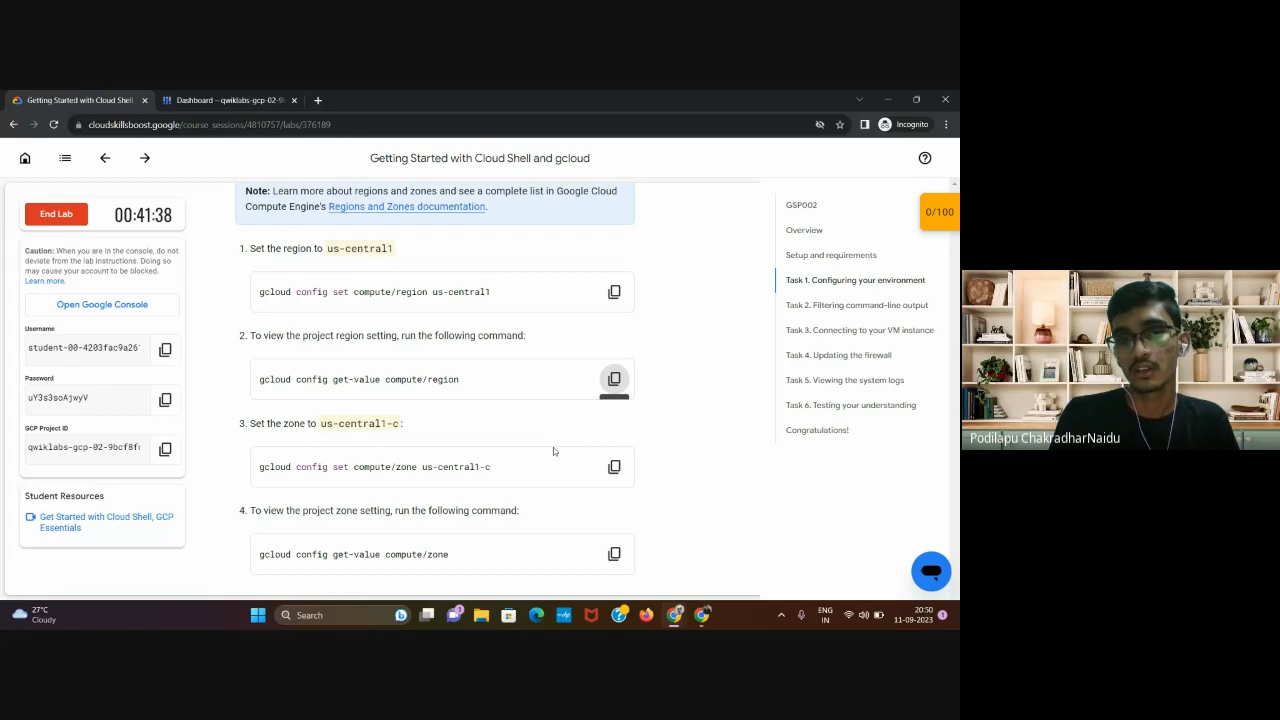 Getting Started with Cloud Shell
Dashboard – qwiklabs-gcp-02-9b
cloudskillsboost.google/course_sessions/4810757/labs/376189
Incognito
Getting Started with Cloud Shell and gcloud
End Lab
00:41:38
Caution: When you are in the console, do not
deviate from the lab instructions. Doing so
may cause your account to be blocked.
Learn more.
Open Google Console
Username
student-00-4203fac9a26
Password
uY3s3soAjwyV
GCP Project ID
qwiklabs-gcp-02-9bcf8f
Student Resources
Get Started with Cloud Shell, GCP
Essentials
Note: Learn more about regions and zones and see a complete list in Google Cloud
Compute Engine's Regions and Zones documentation.
1. Set the region to us-central1
gcloud config set compute/region us-central1
2. To view the project region setting, run the following command:
gcloud config get-value compute/region
3. Set the zone to us-central1-c:
gcloud config set compute/zone us-central1-c
4. To view the project zone setting, run the following command:
gcloud config get-value compute/zone
GSP002
Overview
Setup and requirements
Task 1. Configuring your environment
Task 2. Filtering command-line output
Task 3. Connecting to your VM instance
Task 4. Updating the firewall
Task 5. Viewing the system logs
Task 6. Testing your understanding
Congratulations!
0/100
Podilapu ChakradharNaidu
27°C
Cloudy
Search
ENG
IN
20:50
11-09-2023